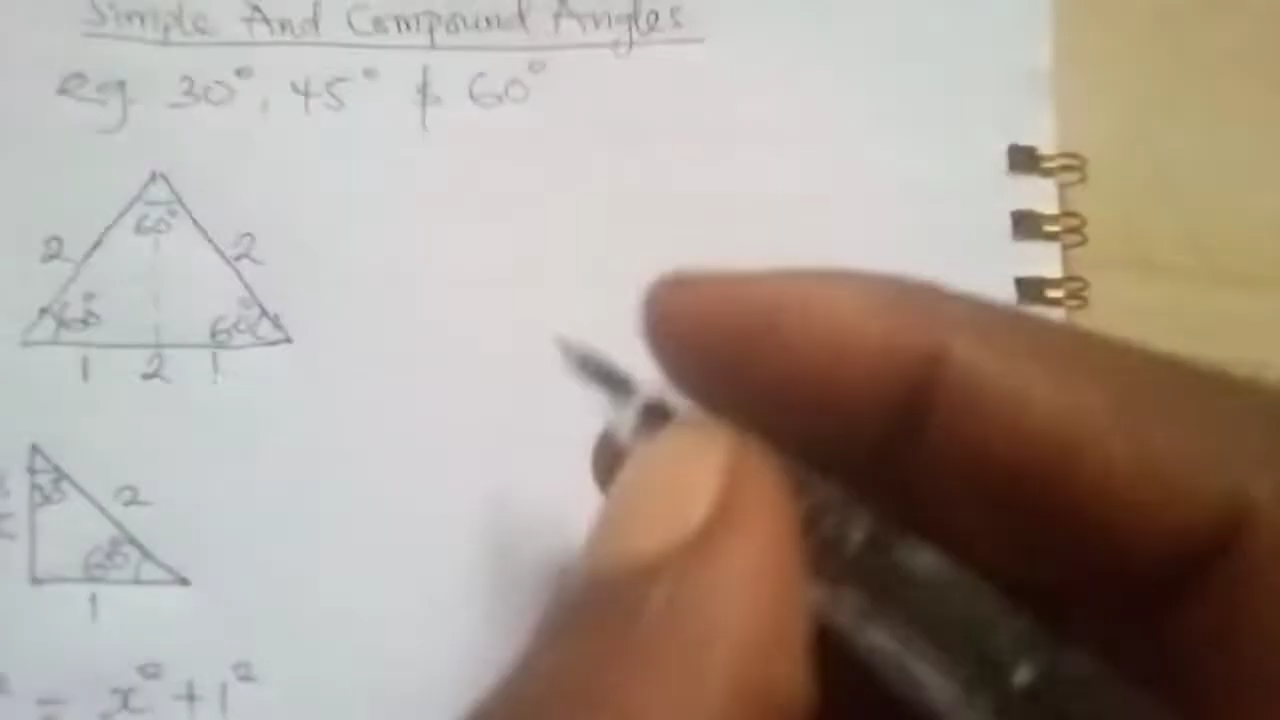 Simple And Compound Angles
eg. 30°, 45° & 60°
60°
2 2
60° 60°
1 2 1
30° 2
60°
1
= x² + 1²